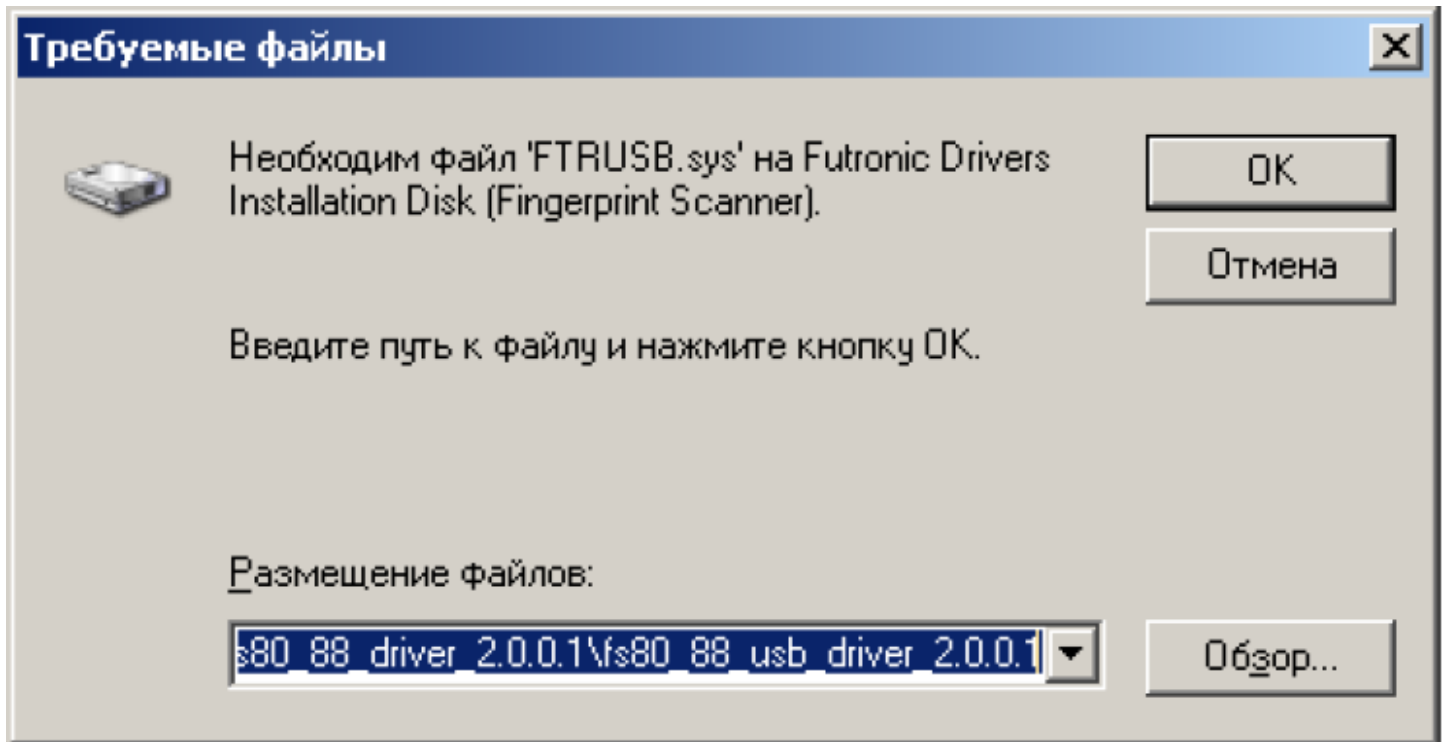 Требуемые файлы
Необходим файл 'FTRUSB.sys' на Futronic Drivers
Installation Disk (Fingerprint Scanner).
OK
Отмена
Введите путь к файлу и нажмите кнопку ОК.
Размещение файлов:
s80_88_driver_2.0.0.1\fs80_88_usb_driver_2.0.0.1
Обзор...